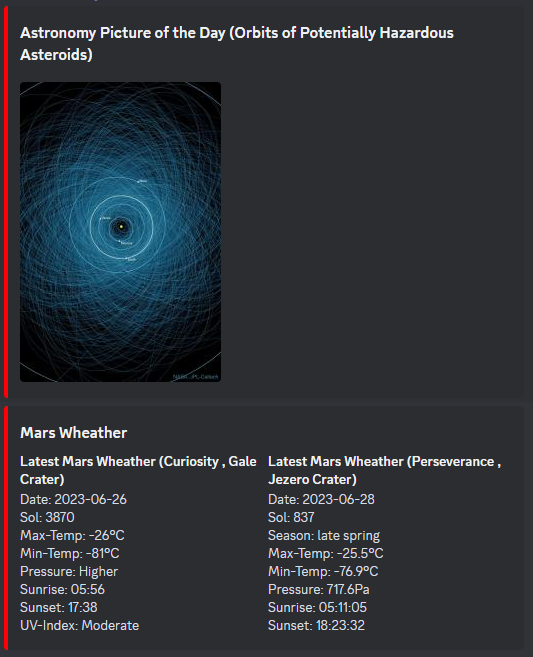 Astronomy Picture of the Day (Orbits of Potentially Hazardous
Asteroids)
Mars Wheather
Latest Mars Wheather (Curiosity , Gale
Crater)
Date: 2023-06-26
Sol: 3870
Max-Temp: -26°C
Min-Temp: -81°C
Pressure: Higher
Sunrise: 05:56
Sunset: 17:38
UV-Index: Moderate
Latest Mars Wheather (Perseverance ,
Jezero Crater)
Date: 2023-06-28
Sol: 837
Season: late spring
Max-Temp: -25.5°C
Min-Temp: -76.9°C
Pressure: 717.6Pa
Sunrise: 05:11:05
Sunset: 18:23:32